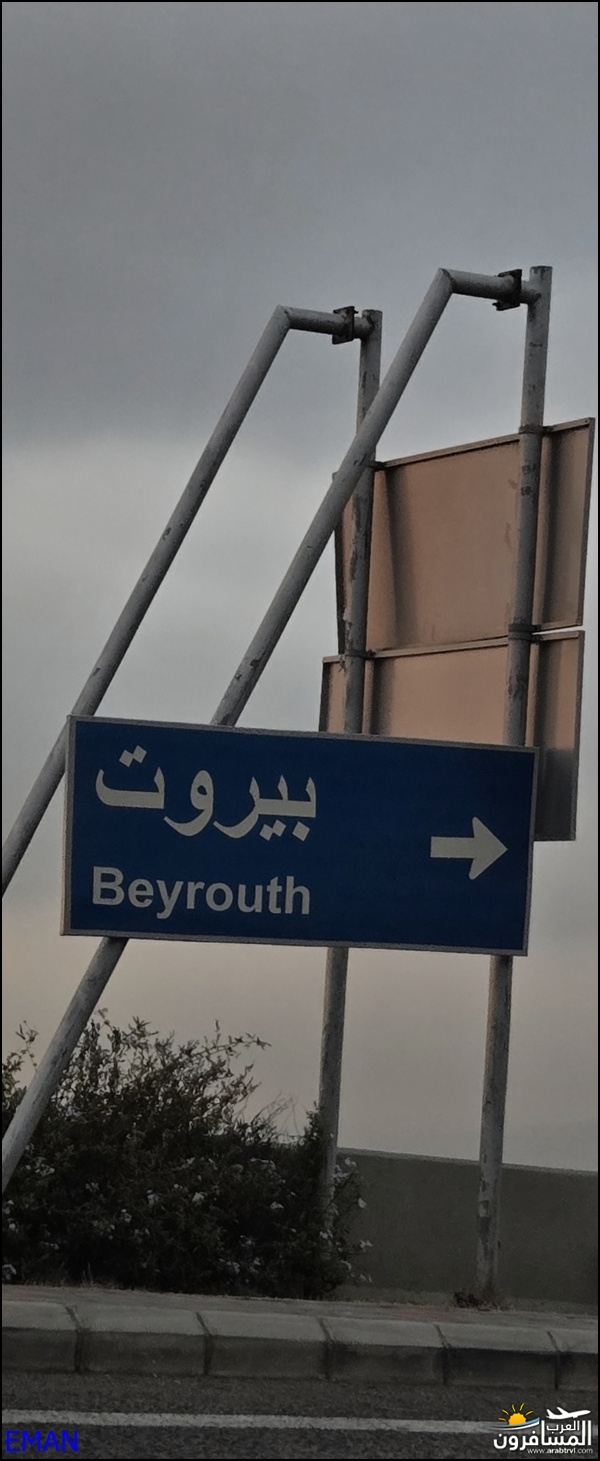 بيروت
Beyrouth
EMAN
العرب
المسافرون
www.arabtrvl.com